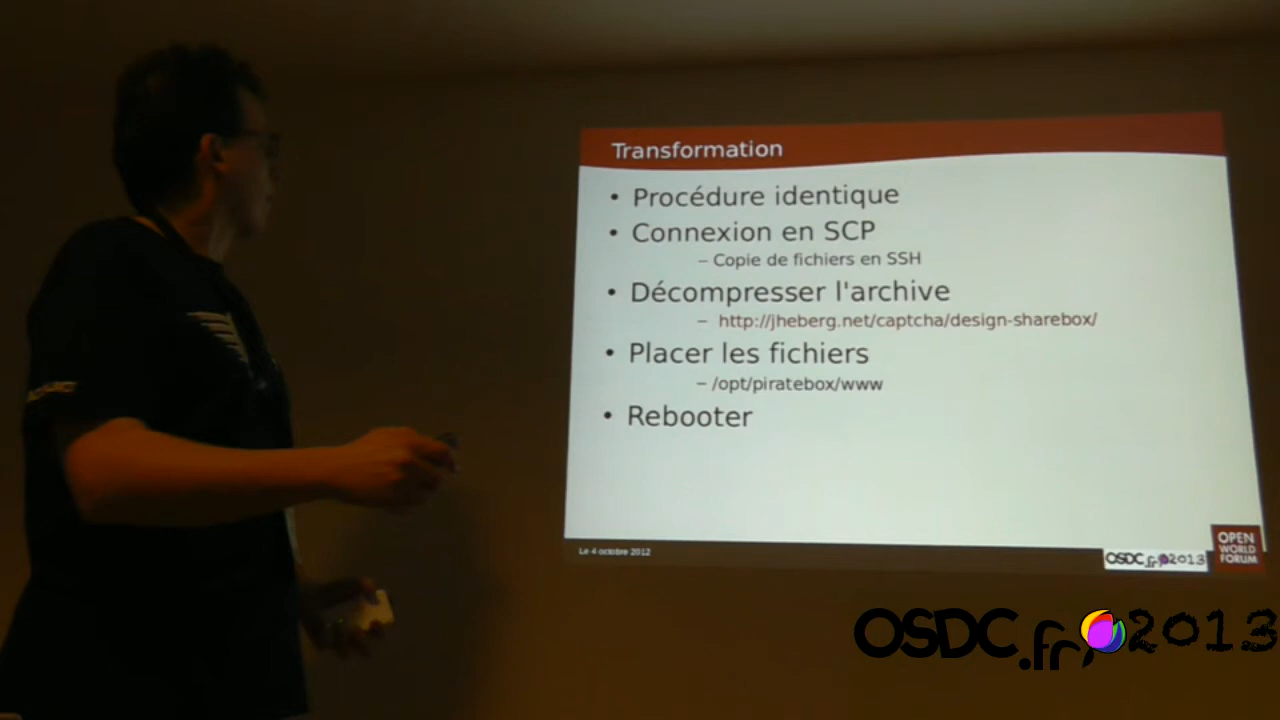 Transformation
• Procédure identique
• Connexion en SCP
– Copie de fichiers en SSH
• Décompresser l'archive
– http://jheberg.net/captcha/design-sharebox/
• Placer les fichiers
– /opt/piratebox/www
• Rebooter
Le 4 octobre 2012
OSDC.fr 2013
OPEN
WORLD
FORUM
OSDC.fr 2013